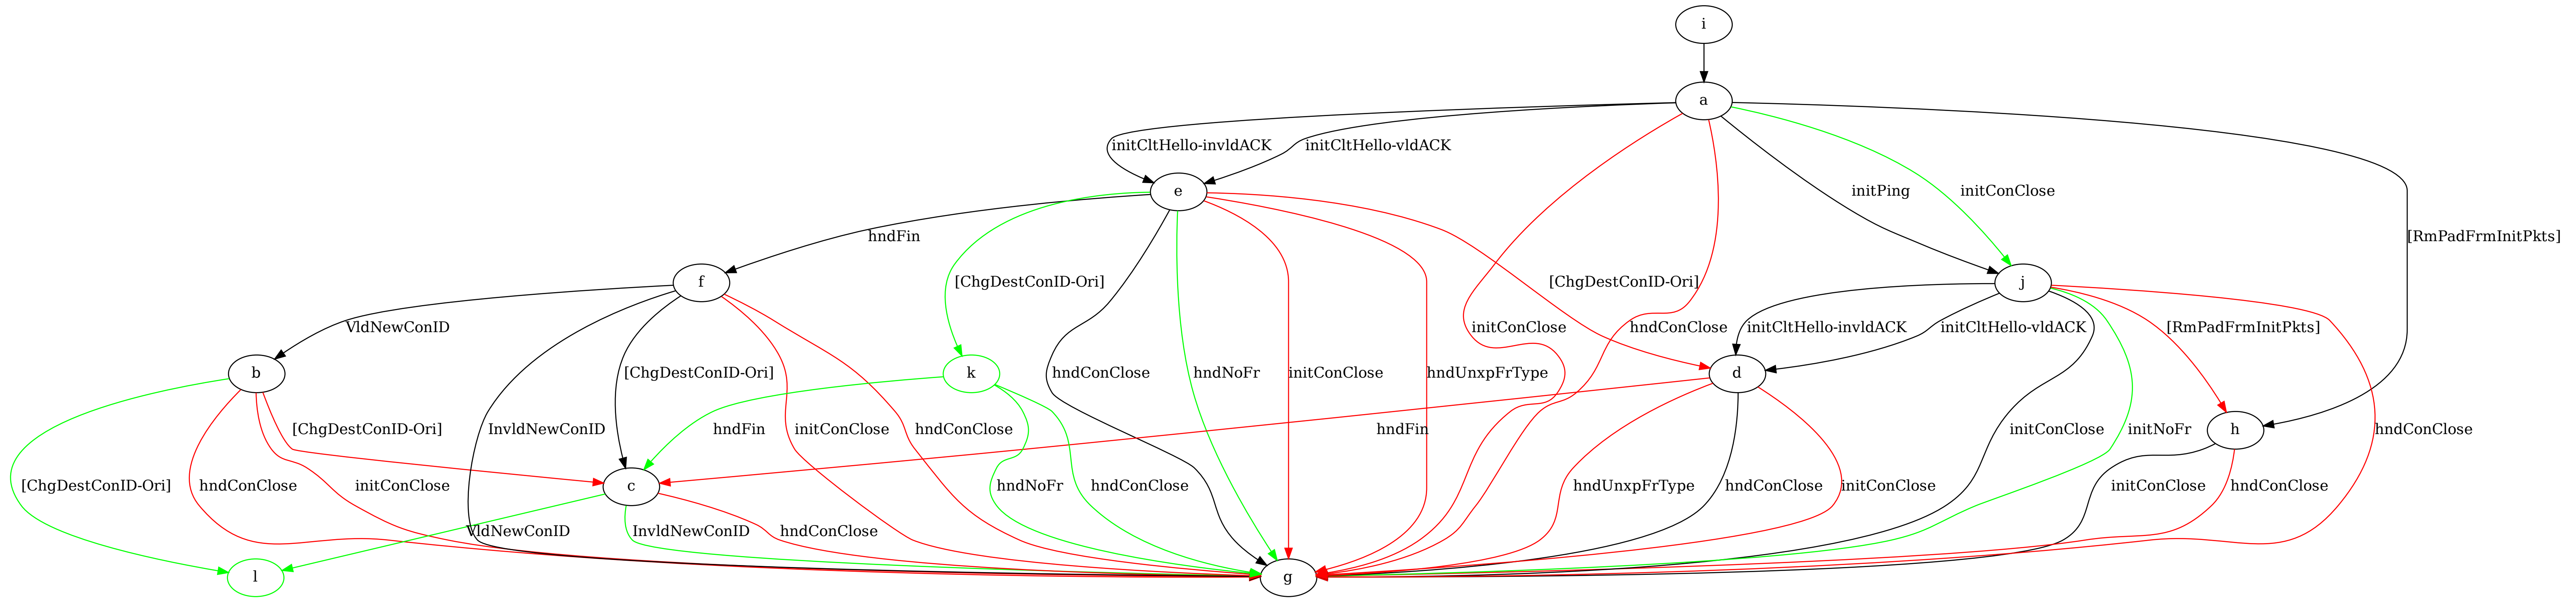 i
a
initCltHello-invldACK
initCltHello-vldACK
e
initPing
initConClose
[RmPadFrmInitPkts]
hndFin
f
[ChgDestConID-Ori]
[ChgDestConID-Ori]
j
VldNewConID
initConClose
hndConClose
initCltHello-invldACK
initCltHello-vldACK
[RmPadFrmInitPkts]
b
[ChgDestConID-Ori]
k
hndConClose
hndNoFr
initConClose
hndUnxpFrType
d
[ChgDestConID-Ori]
InvldNewConID
hndFin
initConClose
hndConClose
hndFin
initConClose
initNoFr
h
hndConClose
[ChgDestConID-Ori]
hndConClose
initConClose
c
hndNoFr
hndConClose
hndUnxpFrType
hndConClose
initConClose
initConClose
hndConClose
VldNewConID
InvldNewConID
hndConClose
l
g